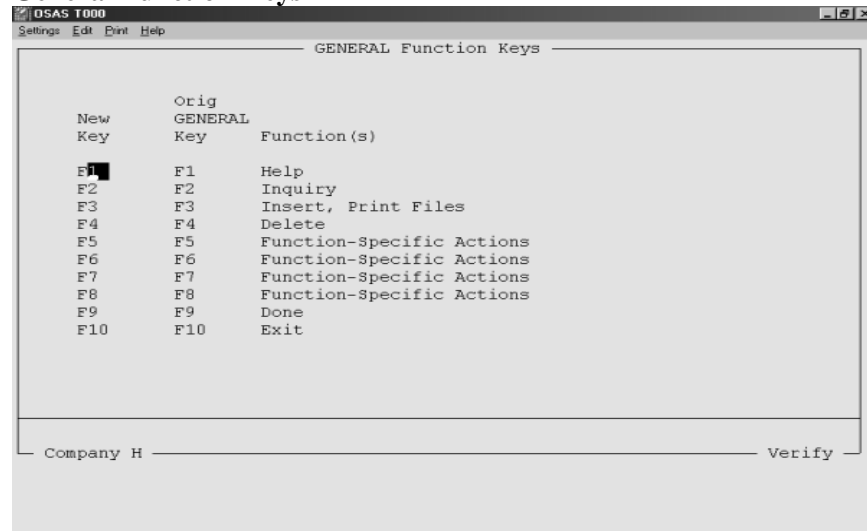 General Function Keys
OSAS T000
Settings Edit Print Help
GENERAL Function Keys
Orig
New GENERAL
Key Key Function(s)
F1 F1 Help
F2 F2 Inquiry
F3 F3 Insert, Print Files
F4 F4 Delete
F5 F5 Function-Specific Actions
F6 F6 Function-Specific Actions
F7 F7 Function-Specific Actions
F8 F8 Function-Specific Actions
F9 F9 Done
F10 F10 Exit
Company H Verify